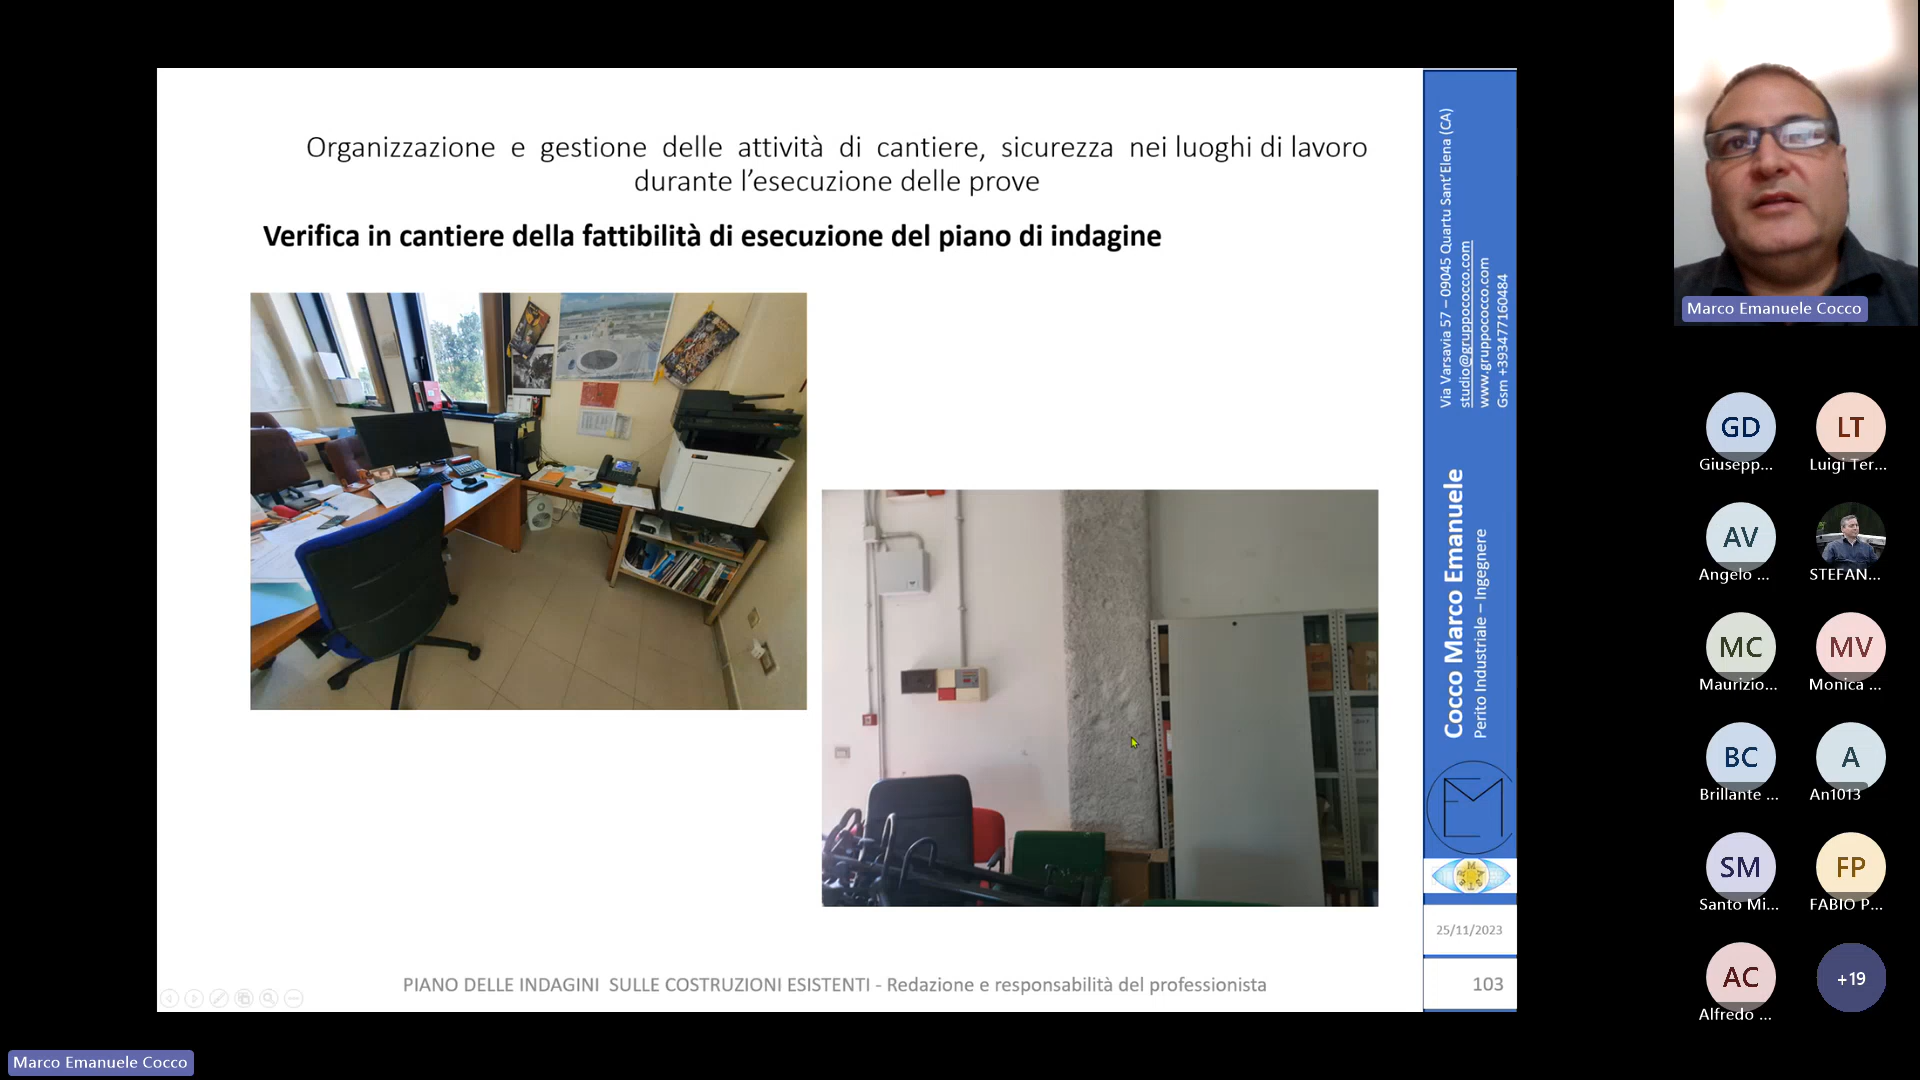 Organizzazione e gestione delle attività di cantiere, sicurezza nei luoghi di lavoro
durante l'esecuzione delle prove
Verifica in cantiere della fattibilità di esecuzione del piano di indagine
Via Varsavia 57 – 09045 Quartu Sant'Elena (CA)
studio@gruppococco.com
www.gruppococco.com
Gsm +393477160484
Cocco Marco Emanuele
Perito Industriale – Ingegnere
EM
25/11/2023
PIANO DELLE INDAGINI SULLE COSTRUZIONI ESISTENTI - Redazione e responsabilità del professionista
103
Marco Emanuele Cocco
Marco Emanuele Cocco
GD
LT
Giusepp...
Luigi Ter...
AV
Angelo ...
STEFAN...
MC
MV
Maurizio...
Monica ...
BC
A
Brillante ...
An1013
SM
FP
Santo Mi...
FABIO P...
AC
+19
Alfredo ...